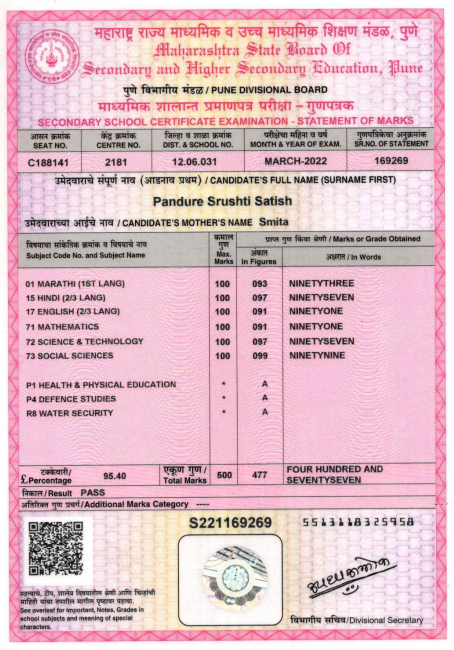 महाराष्ट्र राज्य माध्यमिक व उच्च माध्यमिक शिक्षण मंडळ, पुणे
Maharashtra State Board Of
Secondary and Higher Secondary Education, Pune
पुणे विभागीय मंडळ / PUNE DIVISIONAL BOARD
माध्यमिक शालान्त प्रमाणपत्र परीक्षा – गुणपत्रक
SECONDARY SCHOOL CERTIFICATE EXAMINATION - STATEMENT OF MARKS
आसन क्रमांक केंद्र क्रमांक जिल्हा व शाळा क्रमांक परीक्षेचा महिना व वर्ष गुणपत्रिकेचा अनुक्रमांक
SEAT NO. CENTRE NO. DIST. & SCHOOL NO. MONTH & YEAR OF EXAM. SR.NO. OF STATEMENT
C188141 2181 12.06.031 MARCH-2022 169269
उमेदवाराचे संपूर्ण नाव (आडनाव प्रथम) / CANDIDATE'S FULL NAME (SURNAME FIRST)
Pandure Srushti Satish
उमेदवाराच्या आईचे नाव / CANDIDATE'S MOTHER'S NAME Smita
विषयाचा सांकेतिक क्रमांक व विषयाचे नाव
Subject Code No. and Subject Name
कमाल
गुण
Max.
Marks
प्राप्त गुण किंवा श्रेणी / Marks or Grade Obtained
अंकात
in Figures
अक्षरात / In Words
01 MARATHI (1ST LANG) 100 093 NINETYTHREE
15 HINDI (2/3 LANG) 100 097 NINETYSEVEN
17 ENGLISH (2/3 LANG) 100 091 NINETYONE
71 MATHEMATICS 100 091 NINETYONE
72 SCIENCE & TECHNOLOGY 100 097 NINETYSEVEN
73 SOCIAL SCIENCES 100 099 NINETYNINE
P1 HEALTH & PHYSICAL EDUCATION * A
P4 DEFENCE STUDIES * A
R8 WATER SECURITY * A
टक्केवारी/
£.Percentage
95.40
एकूण गुण /
Total Marks
500 477
FOUR HUNDRED AND
SEVENTYSEVEN
निकाल / Result PASS
अतिरिक्त गुण प्रवर्ग/Additional Marks Category ----
S221169269 5513118325958
महत्वाचे, टीप, शालेय विषयातील श्रेणी आणि चिन्हांची
माहिती यांचा तपशील मागील पृष्ठावर पहावा.
See overleaf for Important, Notes, Grades in
school subjects and meaning of special
characters.
विभागीय सचिव/Divisional Secretary